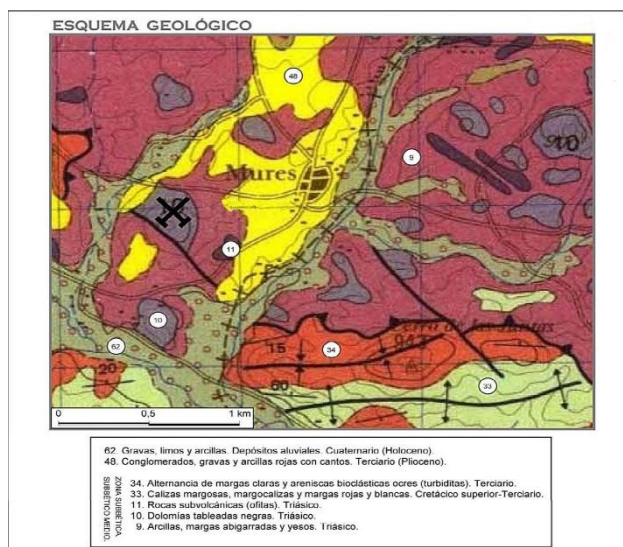 ESQUEMA GEOLÓGICO
48
Mures
9
11
10
62
20
15
34
60
33
0 0,5 1 km
62. Gravas, limos y arcillas. Depósitos aluviales. Cuaternario (Holoceno).
48. Conglomerados, gravas y arcillas rojas con cantos. Terciario (Plioceno).
ZONA SUBBÉTICA
SUBBÉTICO MEDIO.
34. Alternancia de margas claras y areniscas bioclásticas ocres (turbiditas). Terciario.
33. Calizas margosas, margocalizas y margas rojas y blancas. Cretácico superior-Terciario.
11. Rocas subvolcánicas (ofitas). Triásico.
10. Dolomías tableadas negras. Triásico.
9. Arcillas, margas abigarradas y yesos. Triásico.